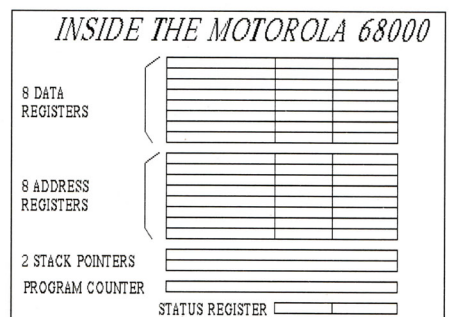 INSIDE THE MOTOROLA 68000
8 DATA
REGISTERS
8 ADDRESS
REGISTERS
2 STACK POINTERS
PROGRAM COUNTER
STATUS REGISTER